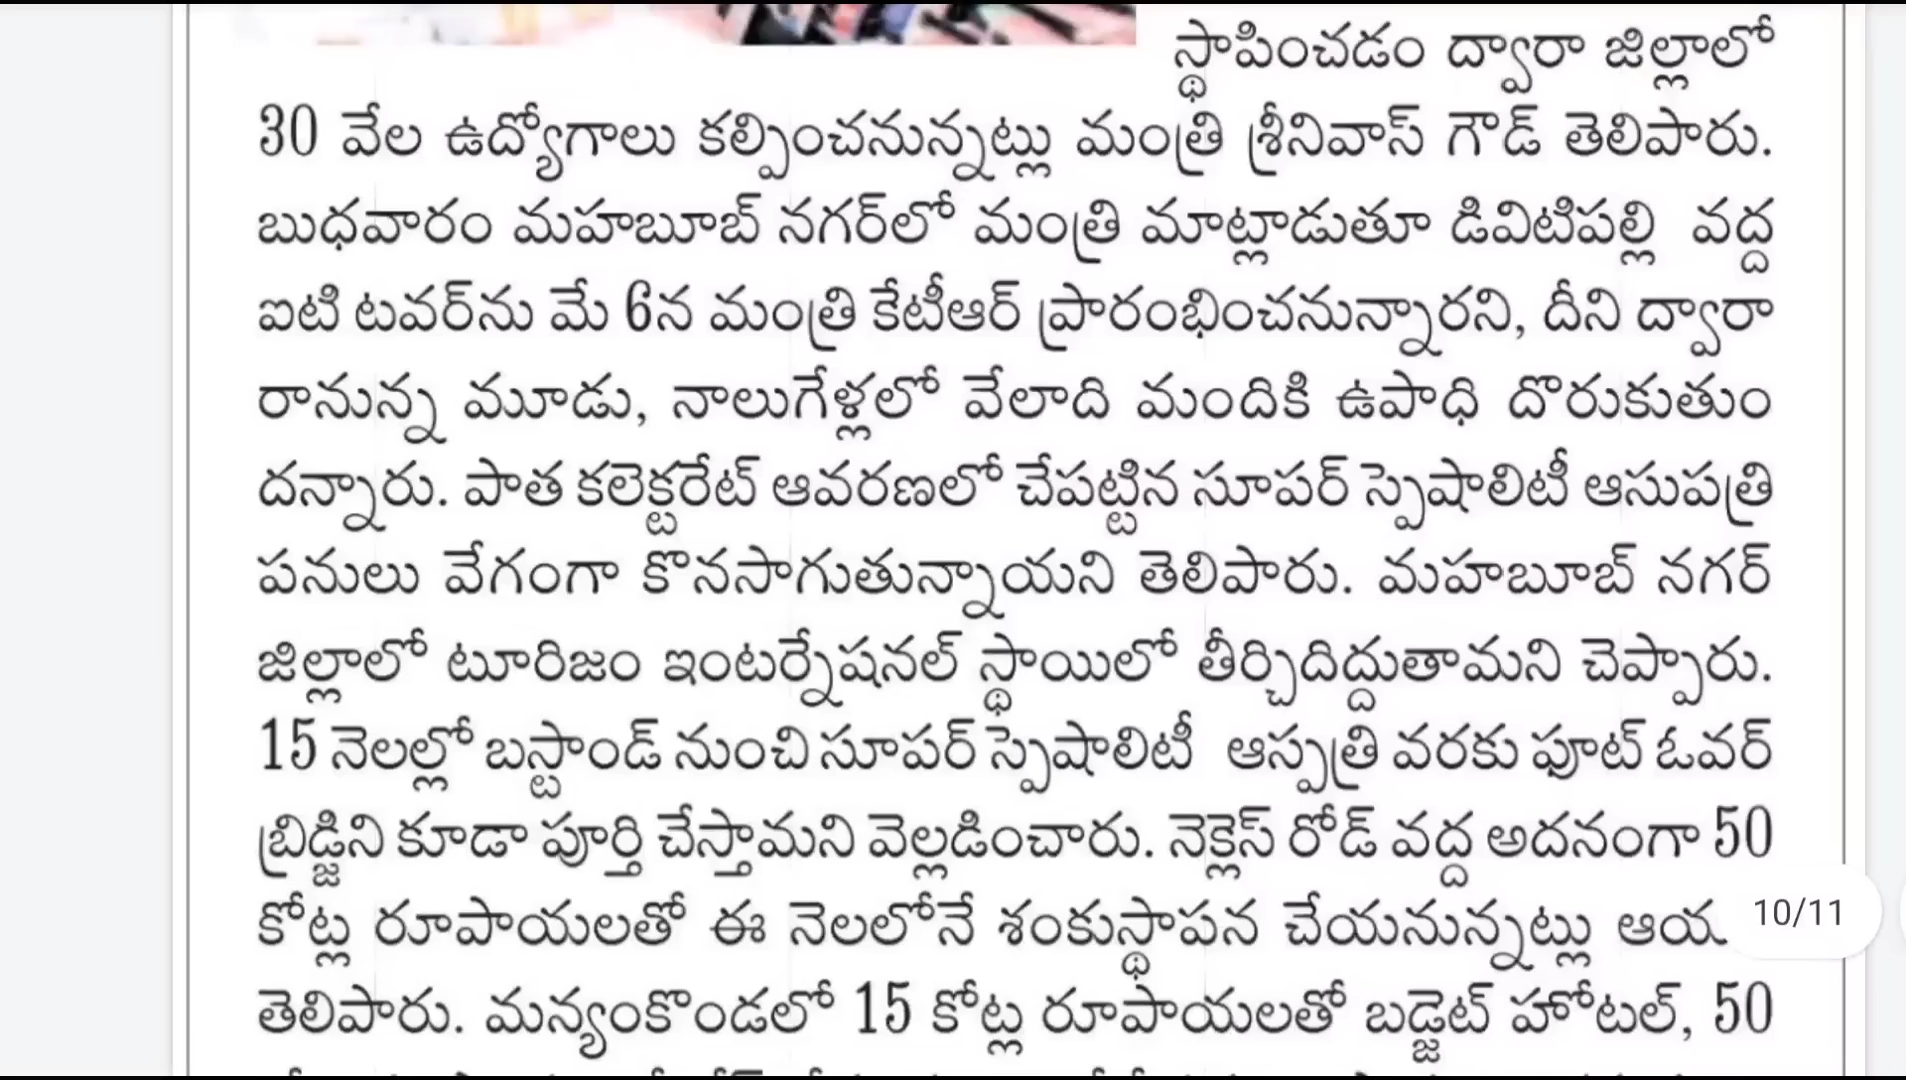 స్థాపించడం ద్వారా జిల్లాలో
30 వేల ఉద్యోగాలు కల్పించనున్నట్లు మంత్రి శ్రీనివాస్ గౌడ్ తెలిపారు.
బుధవారం మహబూబ్ నగర్‌లో మంత్రి మాట్లాడుతూ డివిటిపల్లి వద్ద
ఐటి టవర్‌ను మే 6న మంత్రి కేటీఆర్ ప్రారంభించనున్నారని, దీని ద్వారా
రానున్న మూడు, నాలుగేళ్లలో వేలాది మందికి ఉపాధి దొరుకుతుం
దన్నారు. పాత కలెక్టరేట్ ఆవరణలో చేపట్టిన సూపర్ స్పెషాలిటీ ఆసుపత్రి
పనులు వేగంగా కొనసాగుతున్నాయని తెలిపారు. మహబూబ్ నగర్
జిల్లాలో టూరిజం ఇంటర్నేషనల్ స్థాయిలో తీర్చిదిద్దుతామని చెప్పారు.
15 నెలల్లో బస్టాండ్ నుంచి సూపర్ స్పెషాలిటీ ఆస్పత్రి వరకు ఫూట్ ఓవర్
బ్రిడ్జిని కూడా పూర్తి చేస్తామని వెల్లడించారు. నెక్లెస్ రోడ్ వద్ద అదనంగా 50
కోట్ల రూపాయలతో ఈ నెలలోనే శంకుస్థాపన చేయనున్నట్లు ఆయ
10/11
తెలిపారు. మన్యంకొండలో 15 కోట్ల రూపాయలతో బడ్జెట్ హోటల్, 50